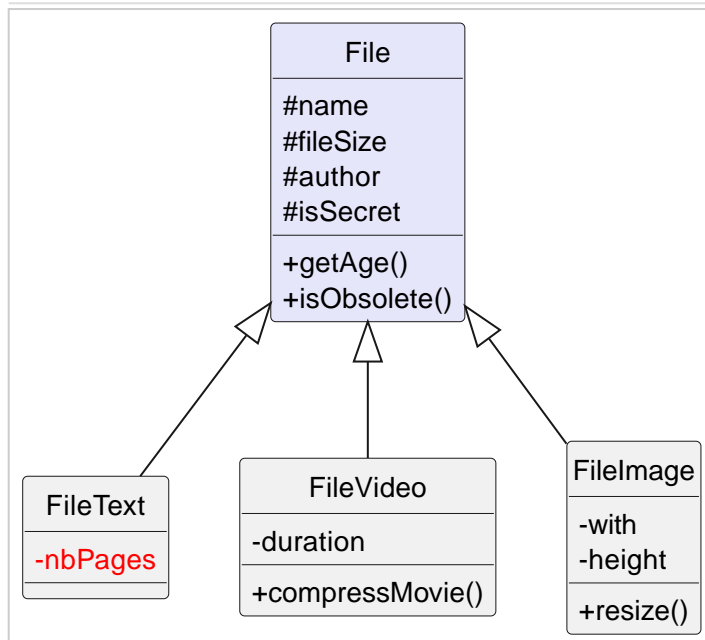 File
#name
#fileSize
#author
#isSecret
+getAge()
+isObsolete()
FileText
-nbPages
FileVideo
-duration
+compressMovie()
FileImage
-with
-height
+resize()